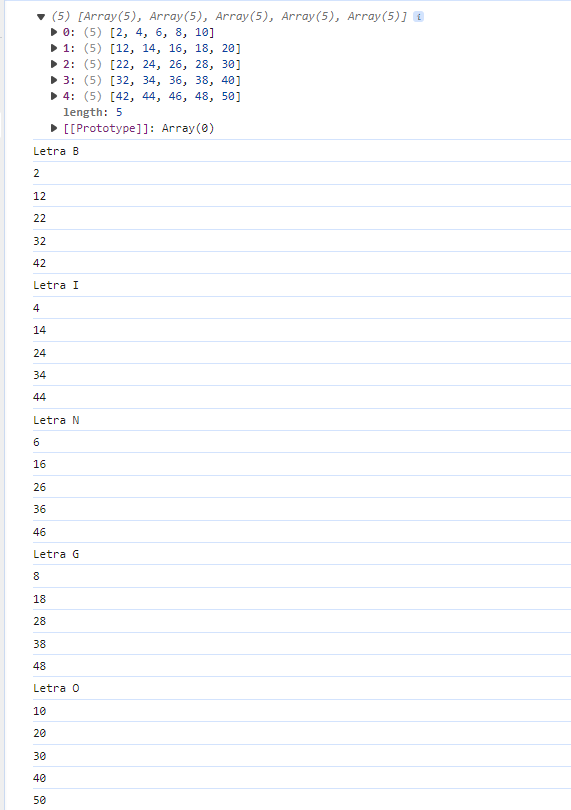 (5) [Array(5), Array(5), Array(5), Array(5), Array(5)] i
0: (5) [2, 4, 6, 8, 10]
1: (5) [12, 14, 16, 18, 20]
2: (5) [22, 24, 26, 28, 30]
3: (5) [32, 34, 36, 38, 40]
4: (5) [42, 44, 46, 48, 50]
length: 5
[[Prototype]]: Array(0)
Letra B
2
12
22
32
42
Letra I
4
14
24
34
44
Letra N
6
16
26
36
46
Letra G
8
18
28
38
48
Letra O
10
20
30
40
50